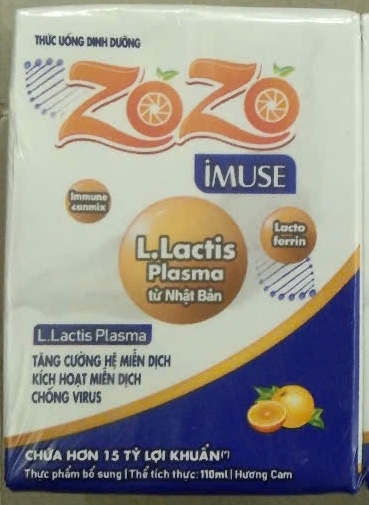 THỨC UỐNG DINH DƯỠNG
ZOZO
iMUSE
Immune
canmix
L.Lactis
Plasma
từ Nhật Bản
Lacto
ferrin
L.Lactis Plasma
TĂNG CƯỜNG HỆ MIỄN DỊCH
KÍCH HOẠT MIỄN DỊCH
CHỐNG VIRUS
CHỨA HƠN 15 TỶ LỢI KHUẨN(*)
Thực phẩm bổ sung | Thể tích thực: 110ml | Hương Cam